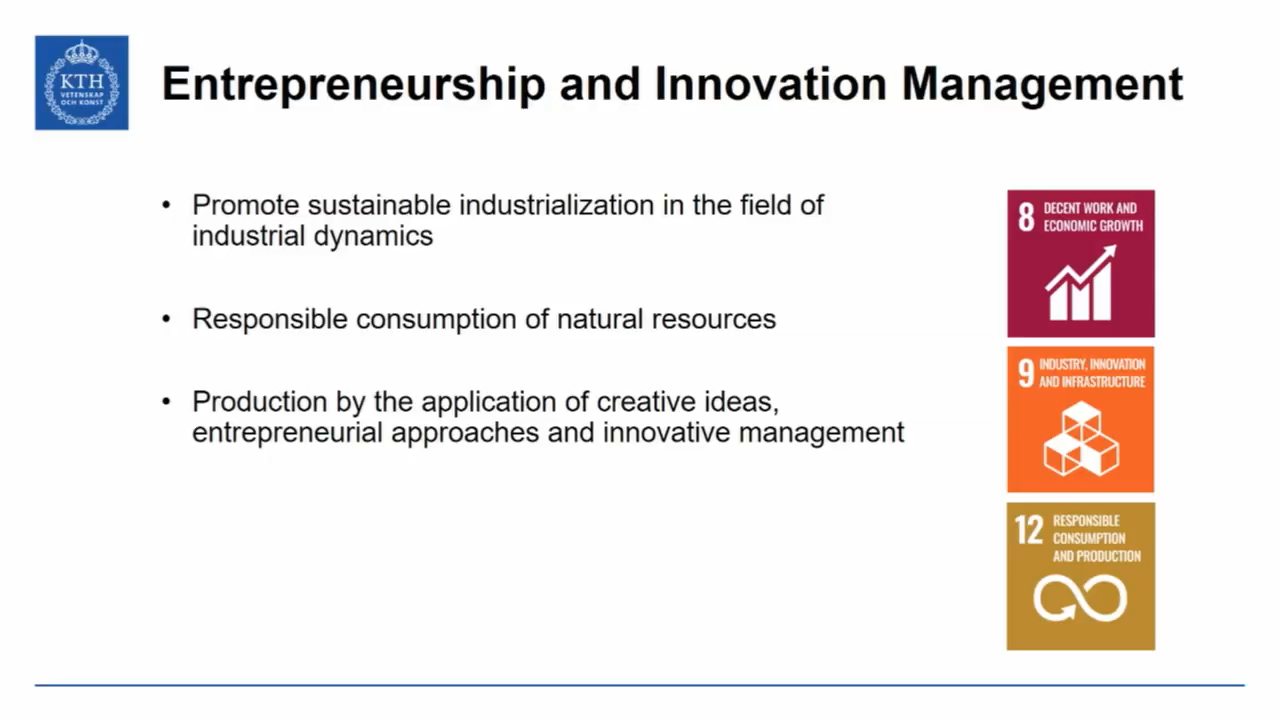 KTH
VETENSKAP
OCH KONST
Entrepreneurship and Innovation Management
• Promote sustainable industrialization in the field of
industrial dynamics
• Responsible consumption of natural resources
• Production by the application of creative ideas,
entrepreneurial approaches and innovative management
8 DECENT WORK AND
ECONOMIC GROWTH
9 INDUSTRY, INNOVATION
AND INFRASTRUCTURE
12 RESPONSIBLE
CONSUMPTION
AND PRODUCTION